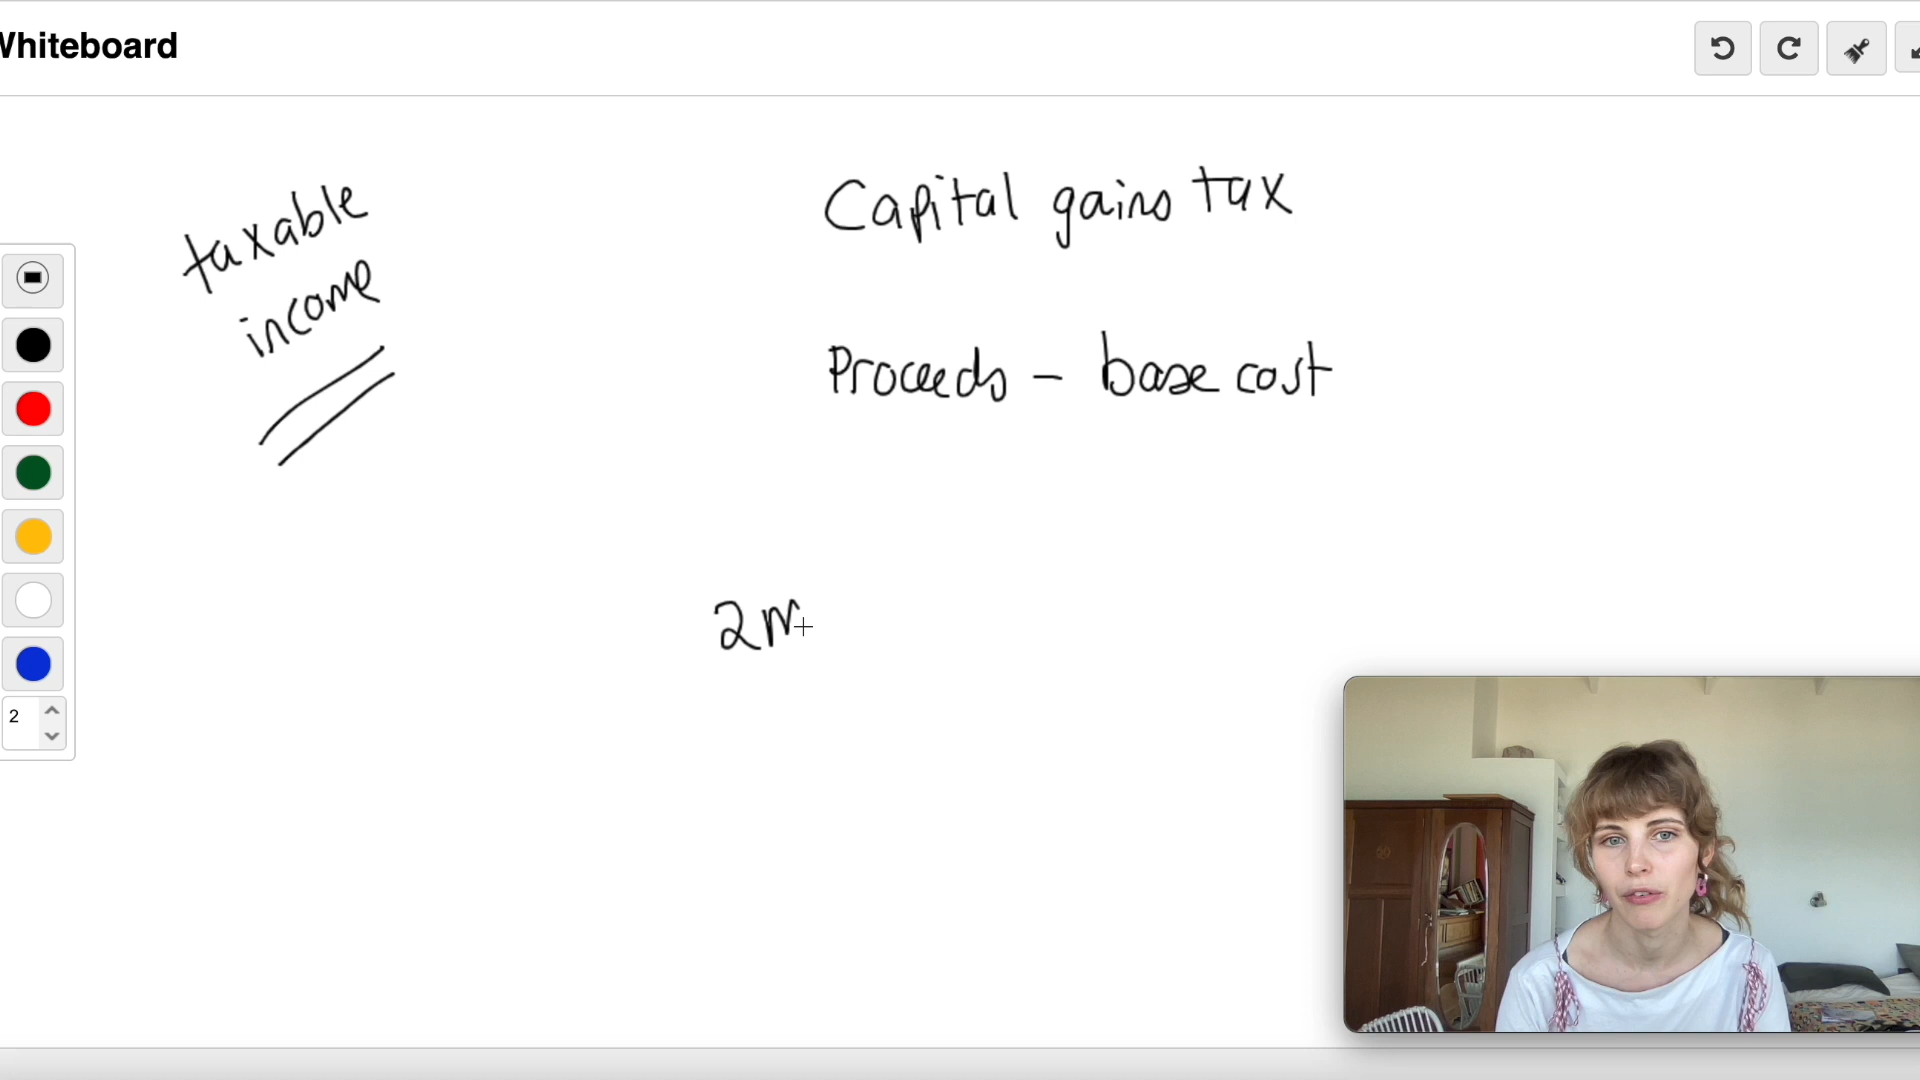 Whiteboard
taxable
income
Capital gains tax
Proceeds - base cost
2m
2